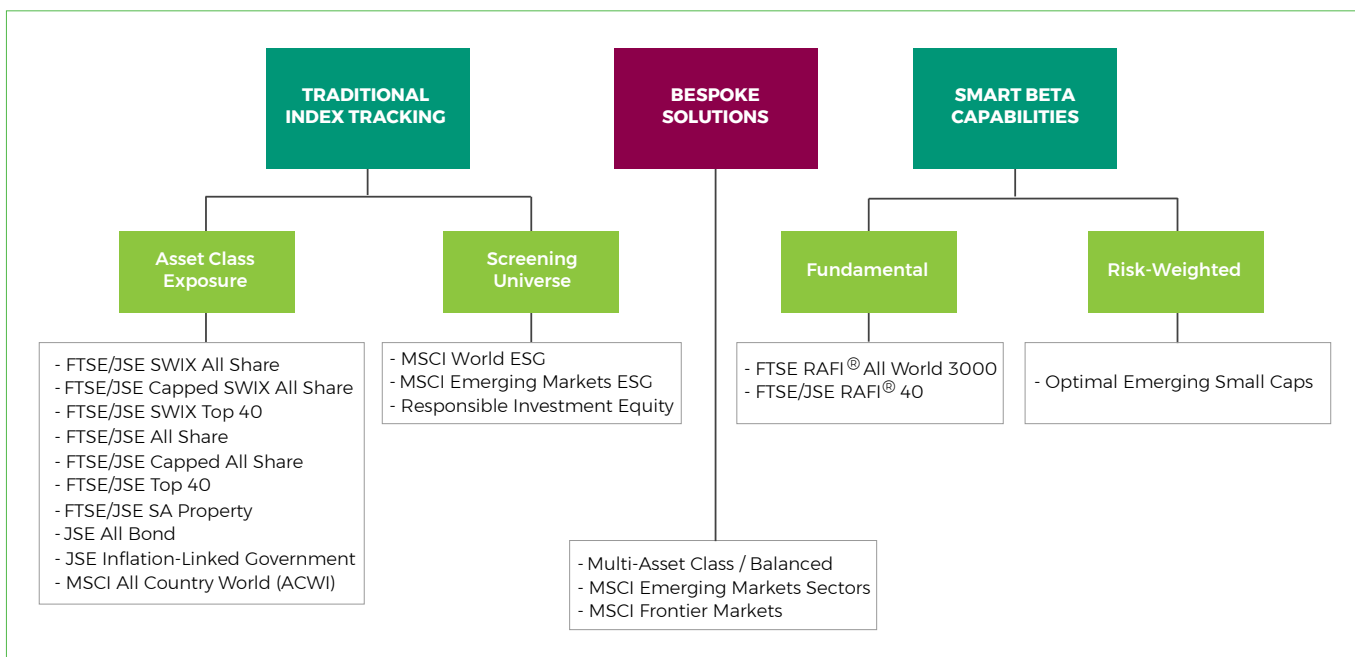 TRADITIONAL
INDEX TRACKING
BESPOKE
SOLUTIONS
SMART BETA
CAPABILITIES
Asset Class
Exposure
Screening
Universe
Fundamental
Risk-Weighted
- FTSE/JSE SWIX All Share
- FTSE/JSE Capped SWIX All Share
- FTSE/JSE SWIX Top 40
- FTSE/JSE All Share
- FTSE/JSE Capped All Share
- FTSE/JSE Top 40
- FTSE/JSE SA Property
- JSE All Bond
- JSE Inflation-Linked Government
- MSCI All Country World (ACWI)
- MSCI World ESG
- MSCI Emerging Markets ESG
- Responsible Investment Equity
- Multi-Asset Class / Balanced
- MSCI Emerging Markets Sectors
- MSCI Frontier Markets
- FTSE RAFI® All World 3000
- FTSE/JSE RAFI® 40
- Optimal Emerging Small Caps